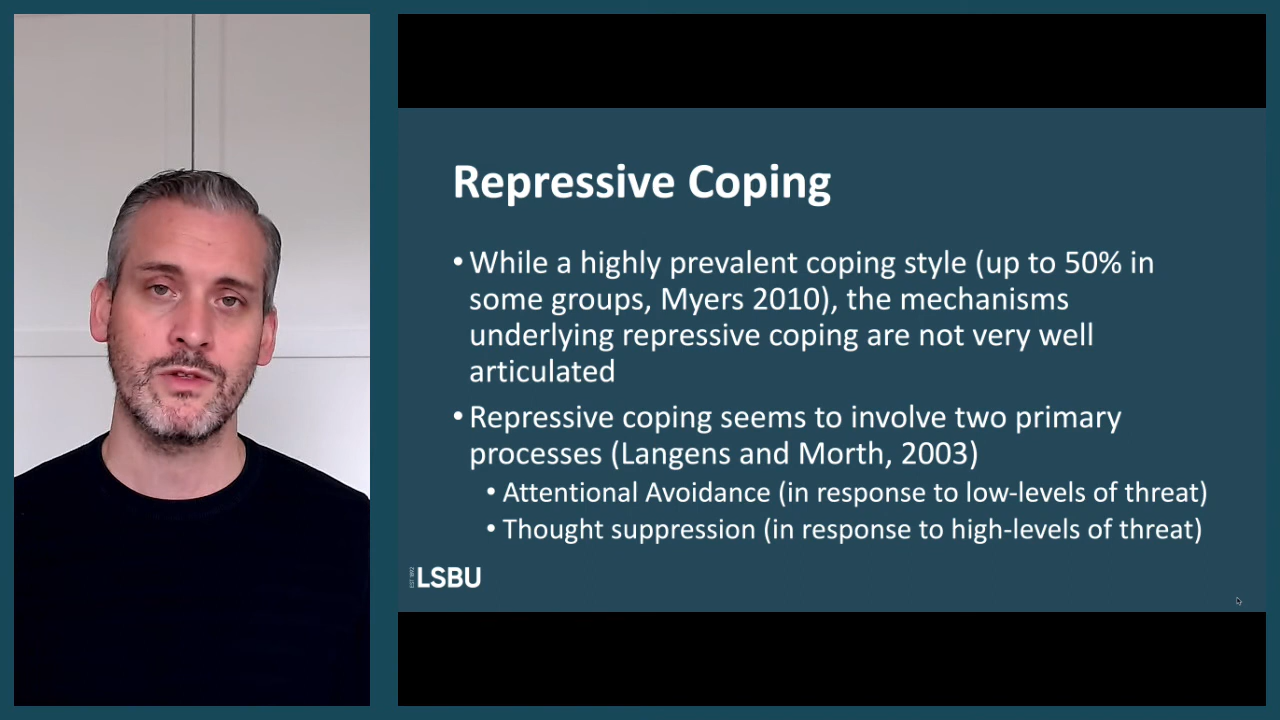 Repressive Coping
• While a highly prevalent coping style (up to 50% in
some groups, Myers 2010), the mechanisms
underlying repressive coping are not very well
articulated
• Repressive coping seems to involve two primary
processes (Langens and Morth, 2003)
• Attentional Avoidance (in response to low-levels of threat)
• Thought suppression (in response to high-levels of threat)
EST 1892
LSBU